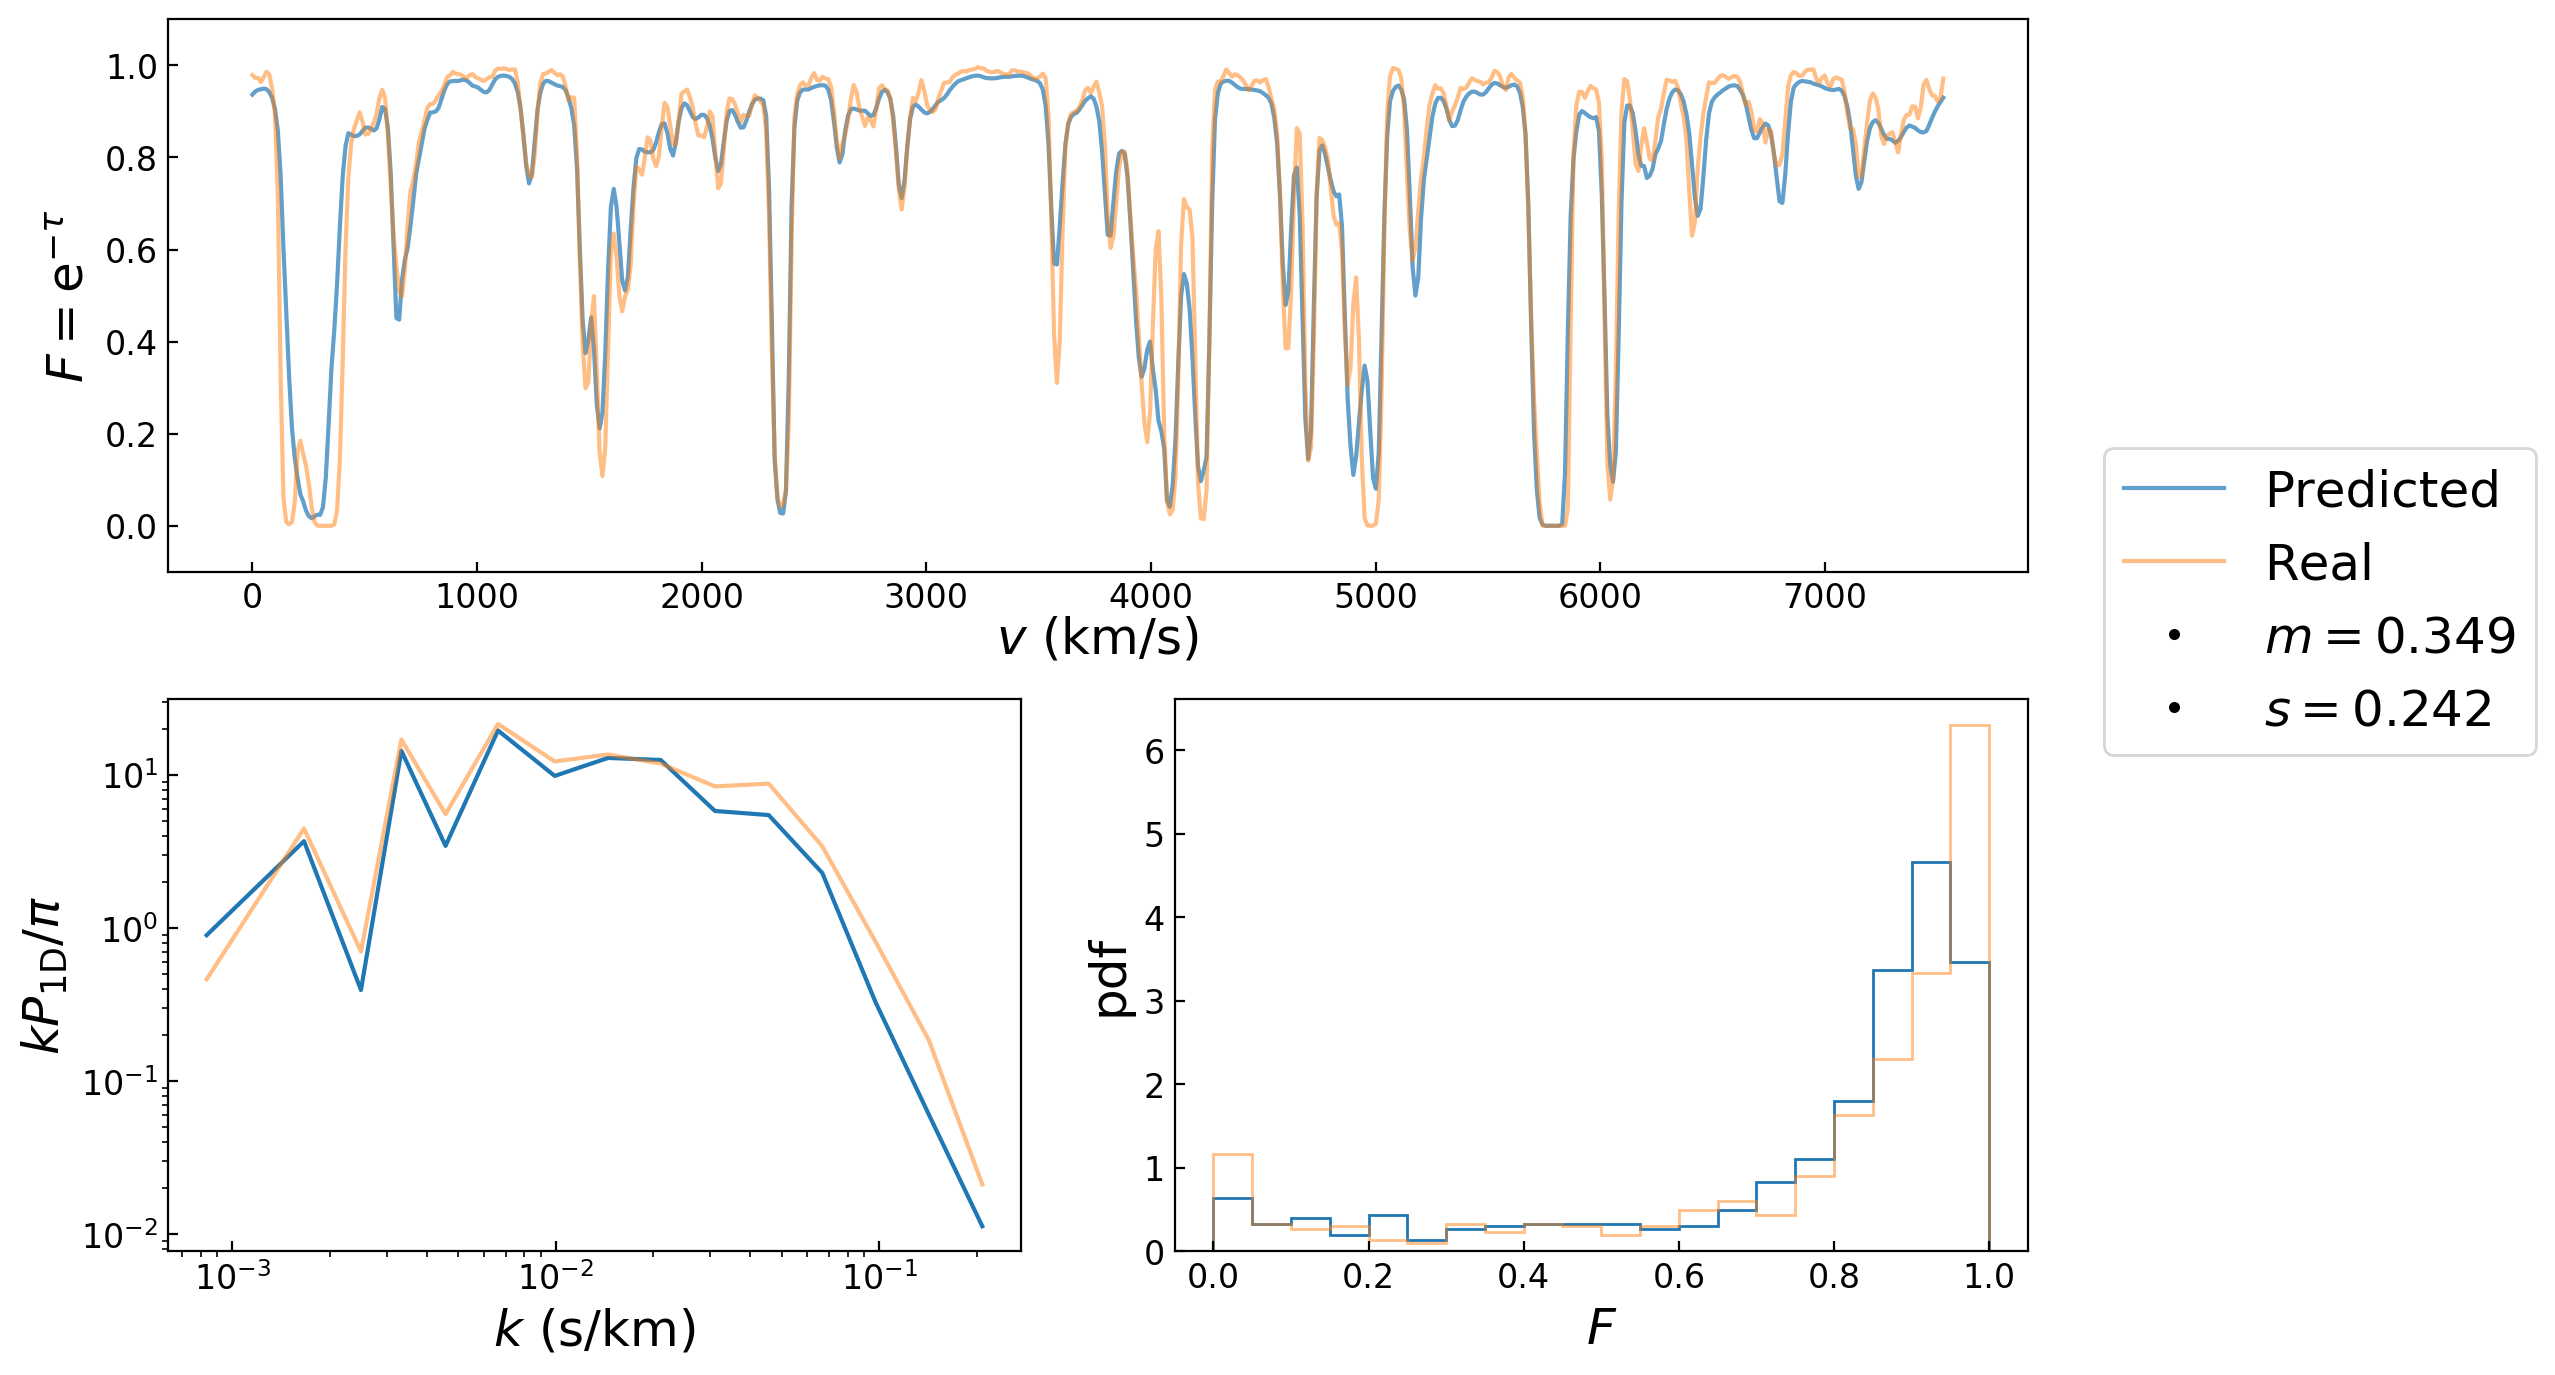 F = e^{−τ}
1.0
0.8
0.6
0.4
0.2
0.0
0 1000 2000 3000 4000 5000 6000 7000
v (km/s)
Predicted
Real
m = 0.349
s = 0.242
kP_{1D}/π
10^1
10^0
10^{−1}
10^{−2}
10^{−3} 10^{−2} 10^{−1}
k (s/km)
pdf
6
5
4
3
2
1
0
0.0 0.2 0.4 0.6 0.8 1.0
F